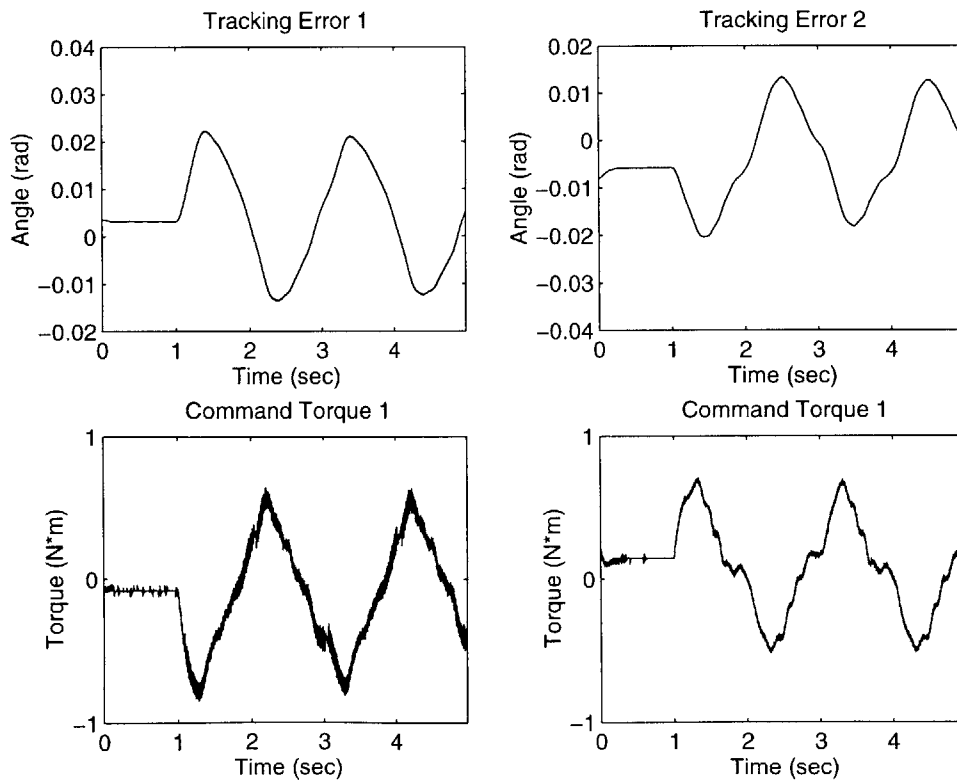 Tracking Error 1
0.04
0.03
0.02
0.01
0
−0.01
−0.02
Angle (rad)
0 1 2 3 4
Time (sec)
Tracking Error 2
0.02
0.01
0
−0.01
−0.02
−0.03
−0.04
Angle (rad)
0 1 2 3 4
Time (sec)
Command Torque 1
1
0
−1
Torque (N*m)
0 1 2 3 4
Time (sec)
Command Torque 1
1
0
−1
Torque (N*m)
0 1 2 3 4
Time (sec)